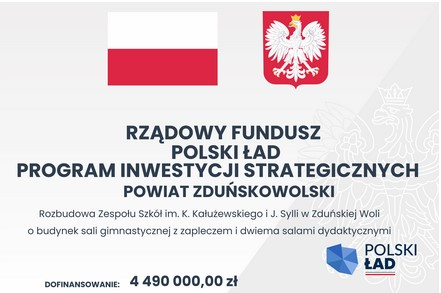 RZĄDOWY FUNDUSZ
POLSKI ŁAD
PROGRAM INWESTYCJI STRATEGICZNYCH
POWIAT ZDUŃSKOWOLSKI
Rozbudowa Zespołu Szkół im. K. Kałużewskiego i J. Sylli w Zduńskiej Woli
o budynek sali gimnastycznej z zapleczem i dwiema salami dydaktycznymi
POLSKI
ŁAD
DOFINANSOWANIE: 4 490 000,00 zł